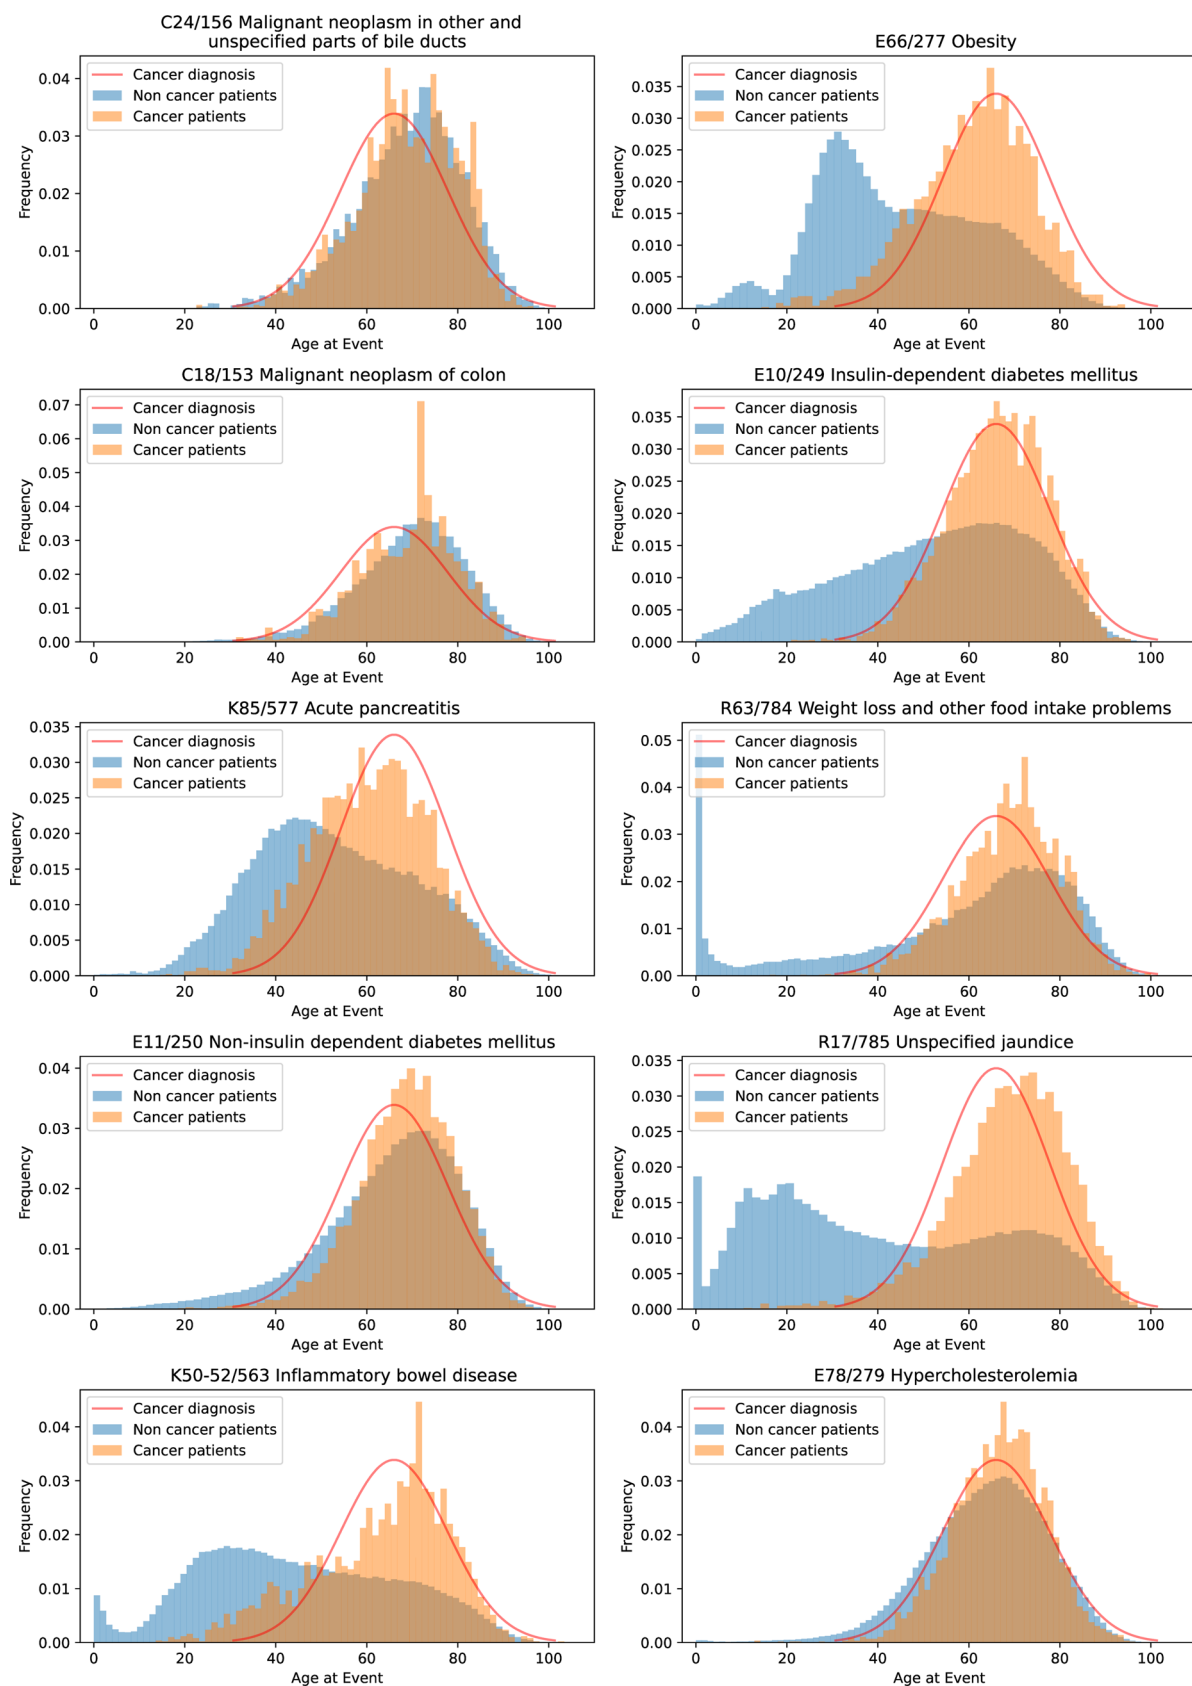 C24/156 Malignant neoplasm in other and
unspecified parts of bile ducts
Cancer diagnosis
Non cancer patients
Cancer patients
Frequency
0.04
0.03
0.02
0.01
0.00
0 20 40 60 80 100
Age at Event
E66/277 Obesity
Cancer diagnosis
Non cancer patients
Cancer patients
Frequency
0.035
0.030
0.025
0.020
0.015
0.010
0.005
0.000
0 20 40 60 80 100
Age at Event
C18/153 Malignant neoplasm of colon
Cancer diagnosis
Non cancer patients
Cancer patients
Frequency
0.07
0.06
0.05
0.04
0.03
0.02
0.01
0.00
0 20 40 60 80 100
Age at Event
E10/249 Insulin-dependent diabetes mellitus
Cancer diagnosis
Non cancer patients
Cancer patients
Frequency
0.035
0.030
0.025
0.020
0.015
0.010
0.005
0.000
0 20 40 60 80 100
Age at Event
K85/577 Acute pancreatitis
Cancer diagnosis
Non cancer patients
Cancer patients
Frequency
0.035
0.030
0.025
0.020
0.015
0.010
0.005
0.000
0 20 40 60 80 100
Age at Event
R63/784 Weight loss and other food intake problems
Cancer diagnosis
Non cancer patients
Cancer patients
Frequency
0.05
0.04
0.03
0.02
0.01
0.00
0 20 40 60 80 100
Age at Event
E11/250 Non-insulin dependent diabetes mellitus
Cancer diagnosis
Non cancer patients
Cancer patients
Frequency
0.04
0.03
0.02
0.01
0.00
0 20 40 60 80 100
Age at Event
R17/785 Unspecified jaundice
Cancer diagnosis
Non cancer patients
Cancer patients
Frequency
0.035
0.030
0.025
0.020
0.015
0.010
0.005
0.000
0 20 40 60 80 100
Age at Event
K50-52/563 Inflammatory bowel disease
Cancer diagnosis
Non cancer patients
Cancer patients
Frequency
0.04
0.03
0.02
0.01
0.00
0 20 40 60 80 100
Age at Event
E78/279 Hypercholesterolemia
Cancer diagnosis
Non cancer patients
Cancer patients
Frequency
0.04
0.03
0.02
0.01
0.00
0 20 40 60 80 100
Age at Event